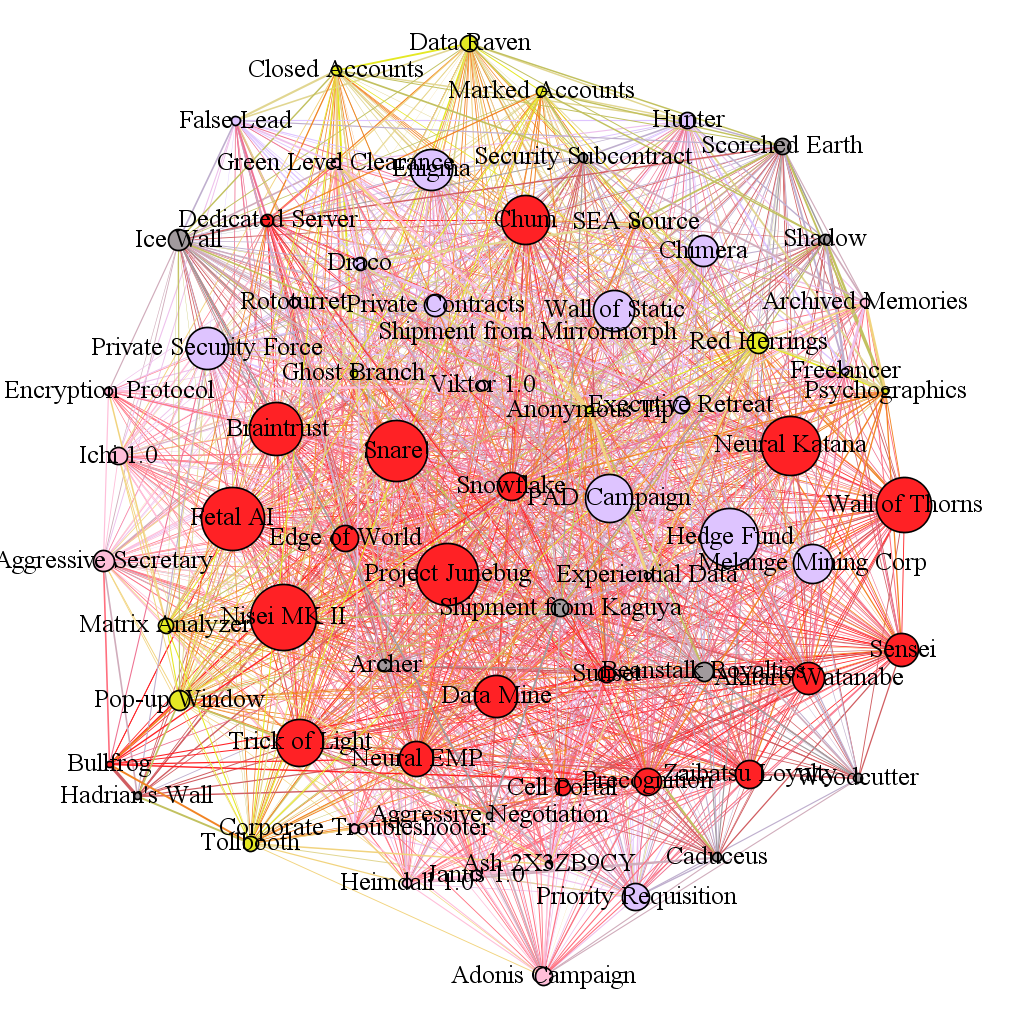 Data Raven
Closed Accounts
Marked Accounts
False Lead
Hunter
Scorched Earth
Green Level Clearance
Enigma
Security Subcontract
Dedicated Server
Chum
SEA Source
Ice Wall
Shadow
Chimera
Draco
Rototurret
Private Contracts
Wall of Static
Archived Memories
Shipment from Mirrormorph
Private Security Force
Red Herrings
Ghost Branch
Viktor 1.0
Freelancer
Encryption Protocol
Psychographics
Anonymous Tip
Executive Retreat
Braintrust
Snare!
Neural Katana
Ichi 1.0
Snowflake
PAD Campaign
Wall of Thorns
Fetal AI
Edge of World
Hedge Fund
Aggressive Secretary
Melange Mining Corp
Project Junebug
Experiential Data
Shipment from Kaguya
Nisei MK II
Matrix Analyzer
Sensei
Archer
Sunset
Beanstalk Royalties
Akitaro Watanabe
Data Mine
Pop-up Window
Trick of Light
Neural EMP
Bullfrog
Zaibatsu Loyalty
Woodcutter
Precognition
Cell Portal
Hadrian's Wall
Aggressive Negotiation
Corporate Troubleshooter
Tollbooth
Caduceus
Ash 2X3ZB9CY
Janus 1.0
Heimdall 1.0
Priority Requisition
Adonis Campaign